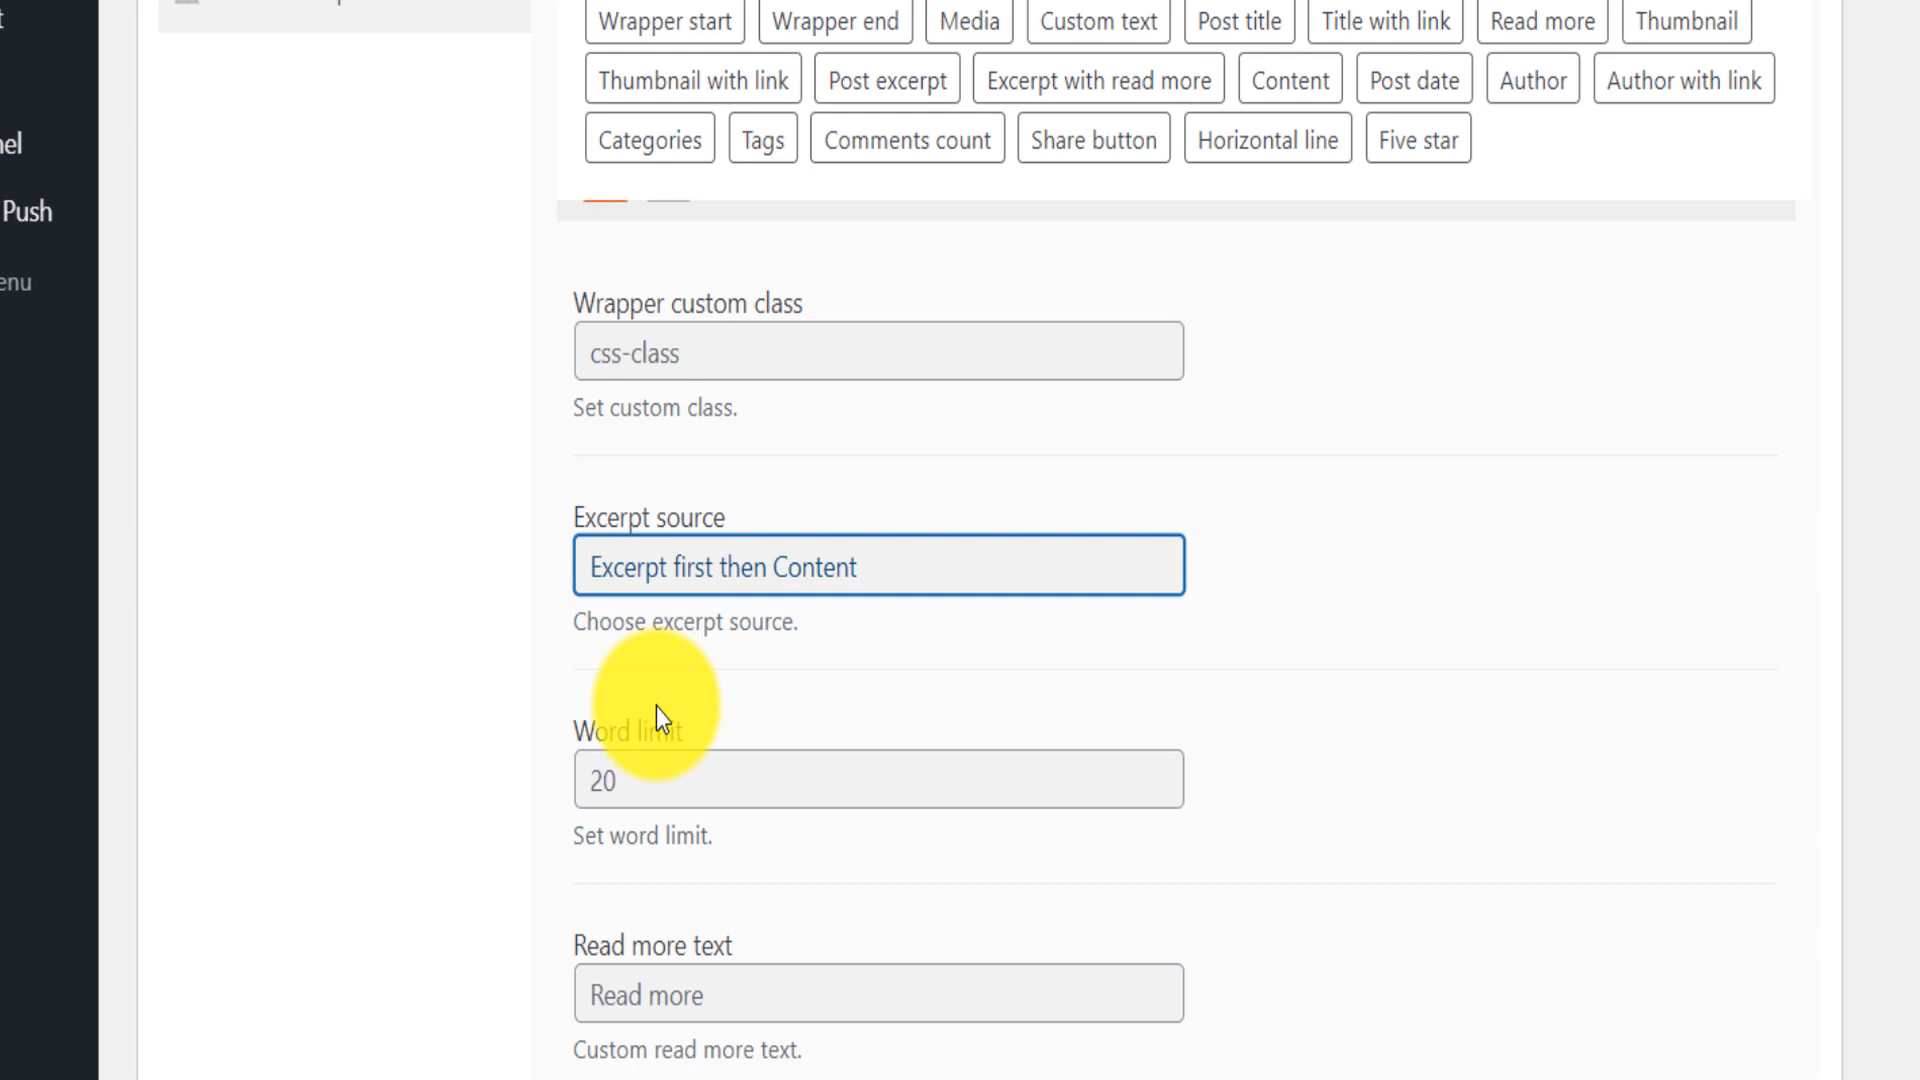 Wrapper start Wrapper end Media Custom text Post title Title with link Read more Thumbnail
Thumbnail with link Post excerpt Excerpt with read more Content Post date Author Author with link
Categories Tags Comments count Share button Horizontal line Five star
Push
Wrapper custom class
css-class
Set custom class.
Excerpt source
Excerpt first then Content
Choose excerpt source.
Word limit
20
Set word limit.
Read more text
Read more
Custom read more text.